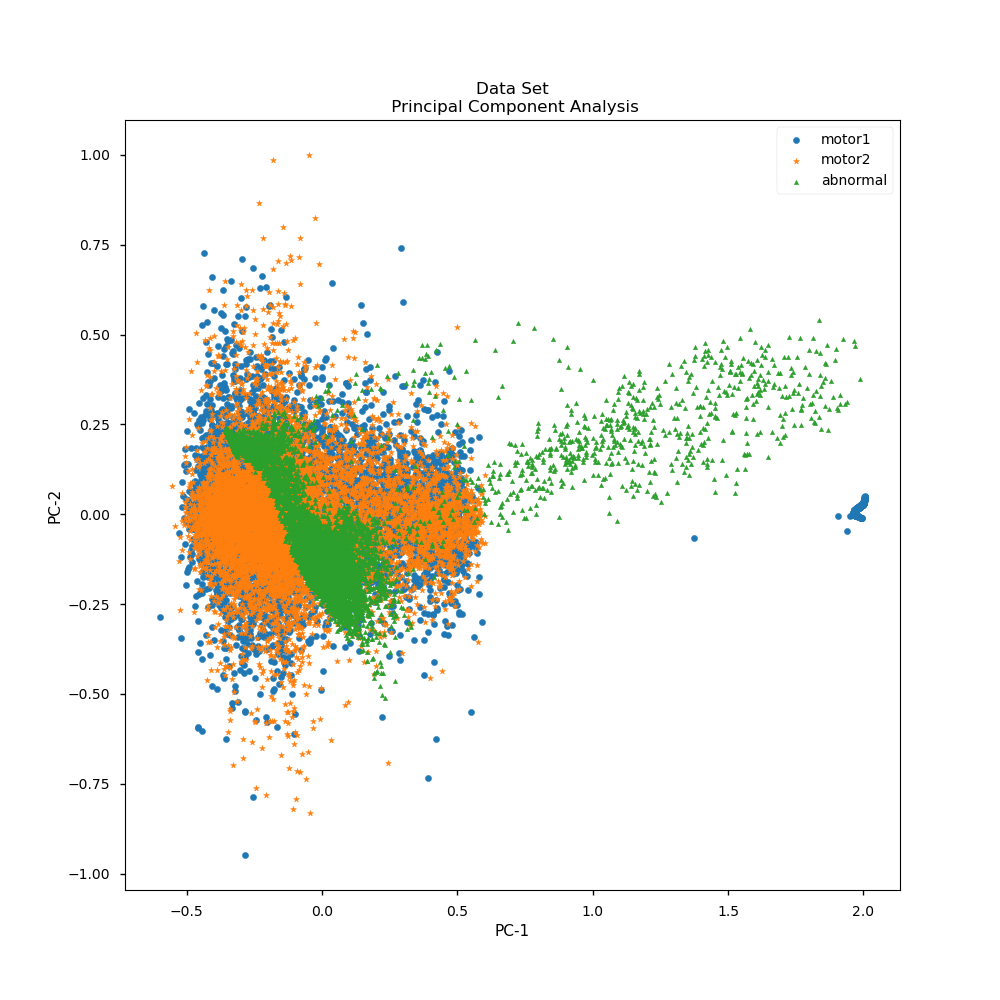 Data Set
Principal Component Analysis
motor1
motor2
abnormal
1.00
0.75
0.50
0.25
0.00
−0.25
−0.50
−0.75
−1.00
PC-2
−0.5
0.0
0.5
1.0
1.5
2.0
PC-1